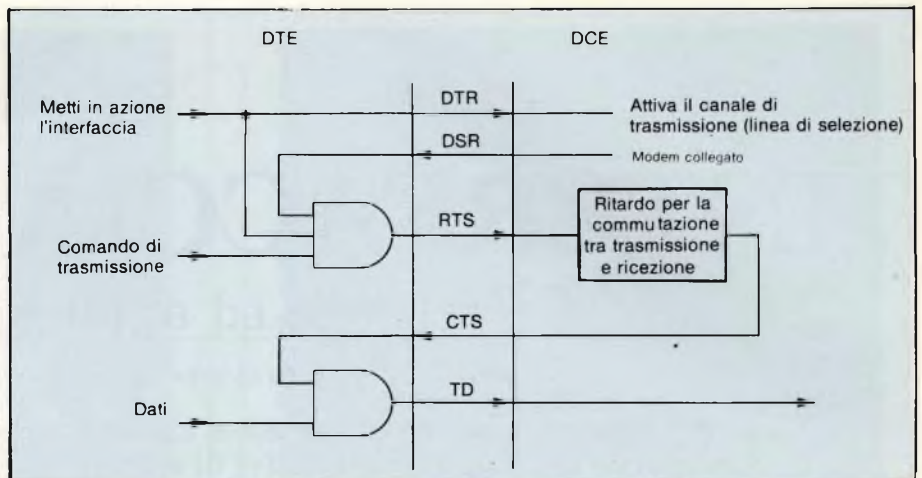 DTE
DCE
Metti in azione
l'interfaccia
DTR
Attiva il canale di
trasmissione (linea di selezione)
DSR
Modem collegato
Comando di
trasmissione
RTS
Ritardo per la
commutazione
tra trasmissione
e ricezione
CTS
Dati
TD